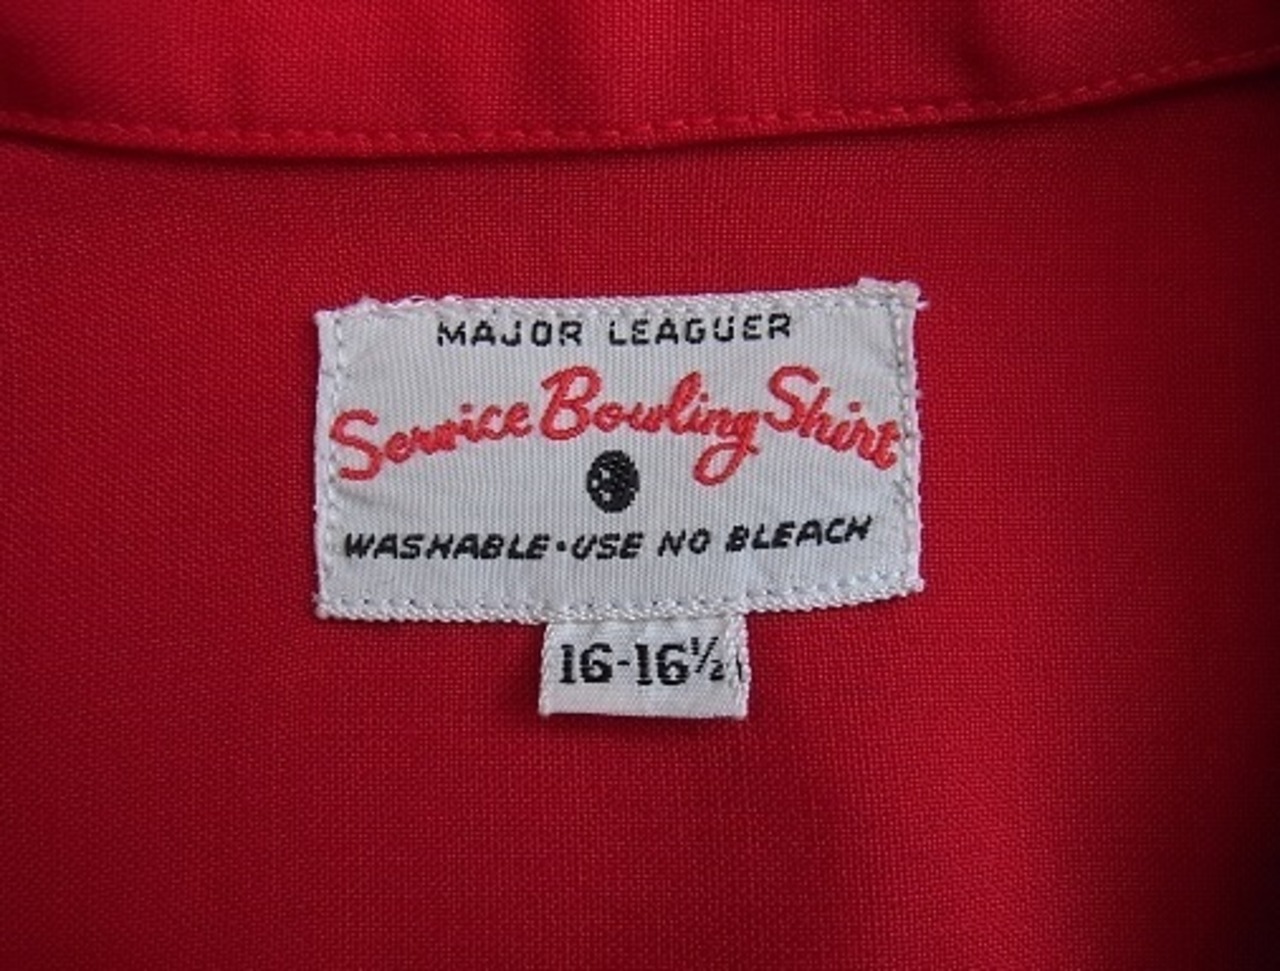 MAJOR LEAGUER
Service Bowling Shirt
WASHABLE·USE NO BLEACH
16-16½